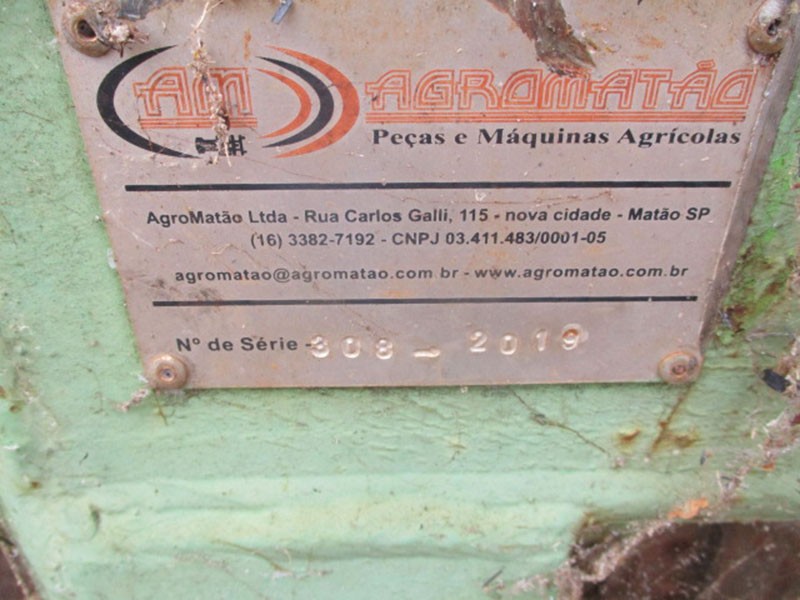 AM AGROMATÃO
Peças e Máquinas Agrícolas
AgroMatão Ltda - Rua Carlos Galli, 115 - nova cidade - Matão SP
(16) 3382-7192 - CNPJ 03.411.483/0001-05
agromatao@agromatao.com br - www.agromatao.com.br
Nº de Série - 308 - 2019